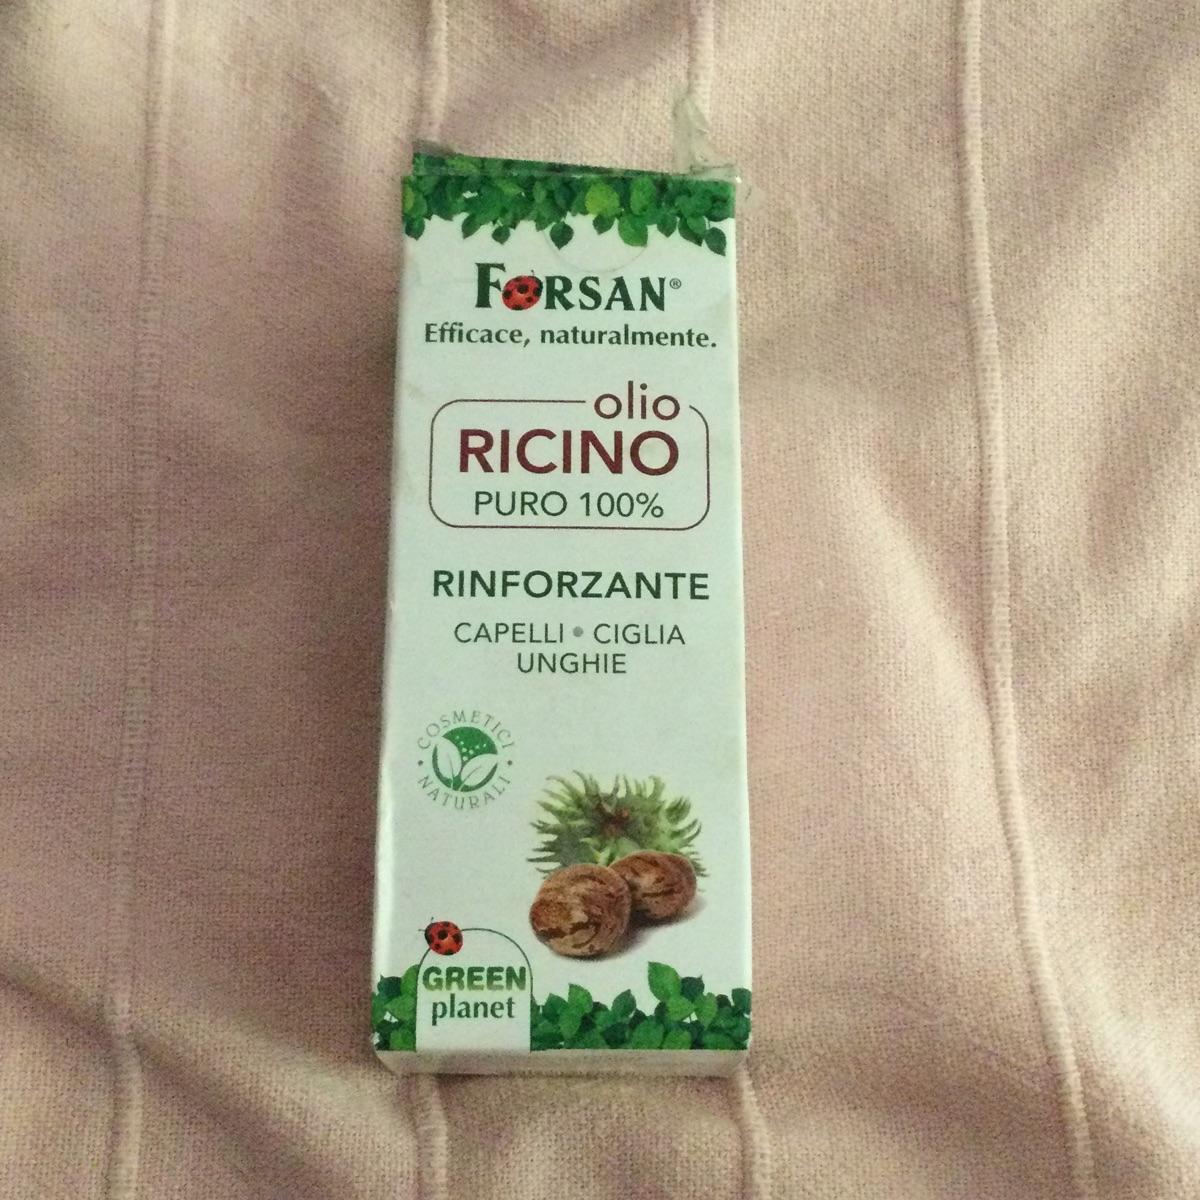 FORSAN®
Efficace, naturalmente.
olio
RICINO
PURO 100%
RINFORZANTE
CAPELLI • CIGLIA
UNGHIE
COSMETICI • NATURALI •
GREEN
planet